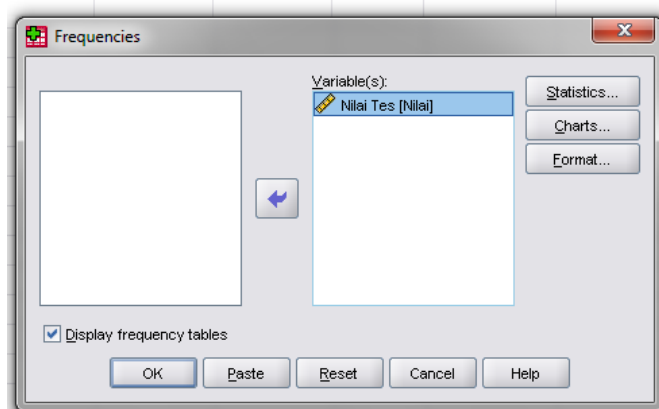 Frequencies
Variable(s):
Nilai Tes [Nilai]
Statistics...
Charts...
Format...
Display frequency tables
OK Paste Reset Cancel Help